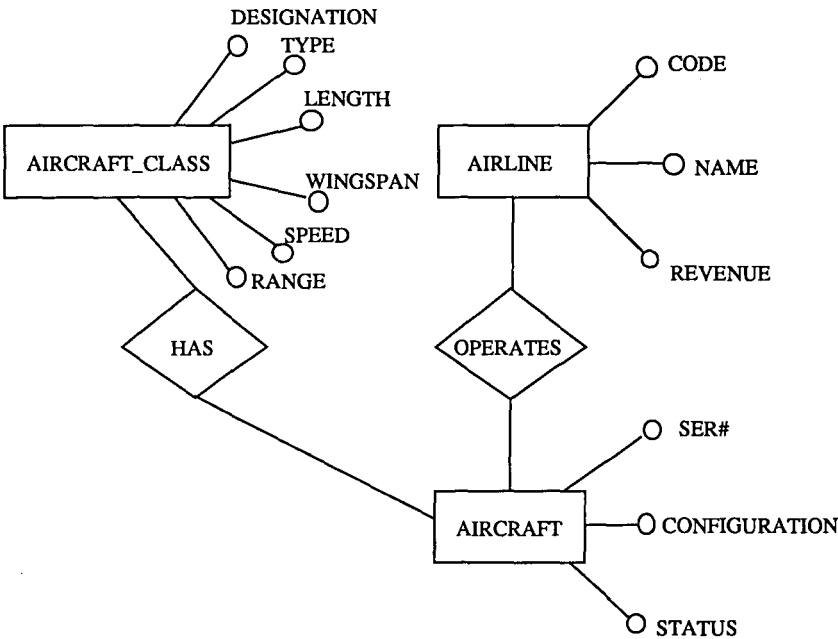 DESIGNATION
TYPE
LENGTH
AIRCRAFT_CLASS
WINGSPAN
SPEED
RANGE
CODE
AIRLINE
NAME
REVENUE
HAS
OPERATES
SER#
AIRCRAFT
CONFIGURATION
STATUS